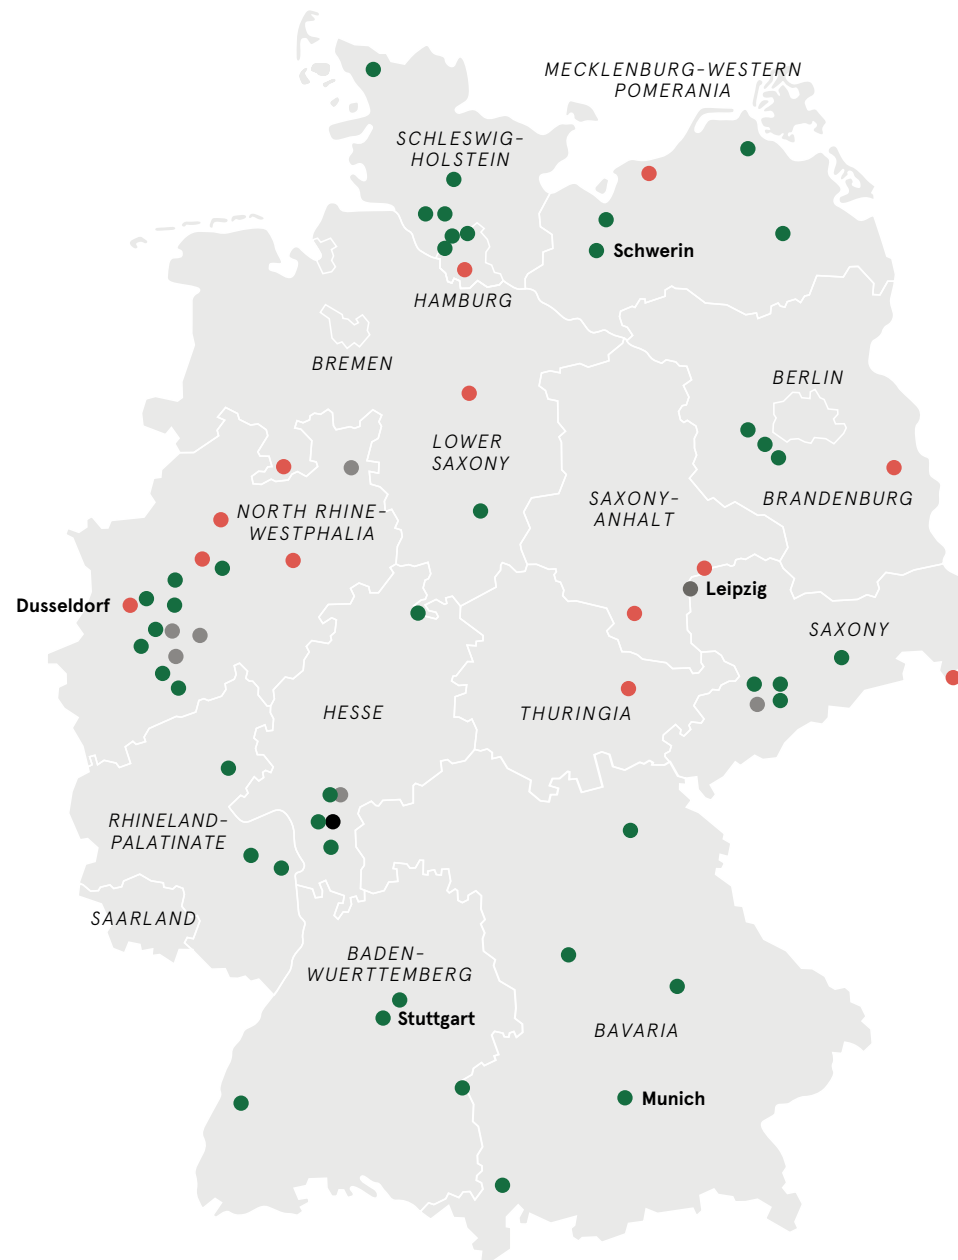 MECKLENBURG-WESTERN
POMERANIA
SCHLESWIG-
HOLSTEIN
Schwerin
HAMBURG
BREMEN
BERLIN
LOWER
SAXONY
SAXONY-
ANHALT
BRANDENBURG
NORTH RHINE-
WESTPHALIA
Leipzig
Dusseldorf
SAXONY
HESSE
THURINGIA
RHINELAND-
PALATINATE
SAARLAND
BADEN-
WUERTTEMBERG
Stuttgart
BAVARIA
Munich